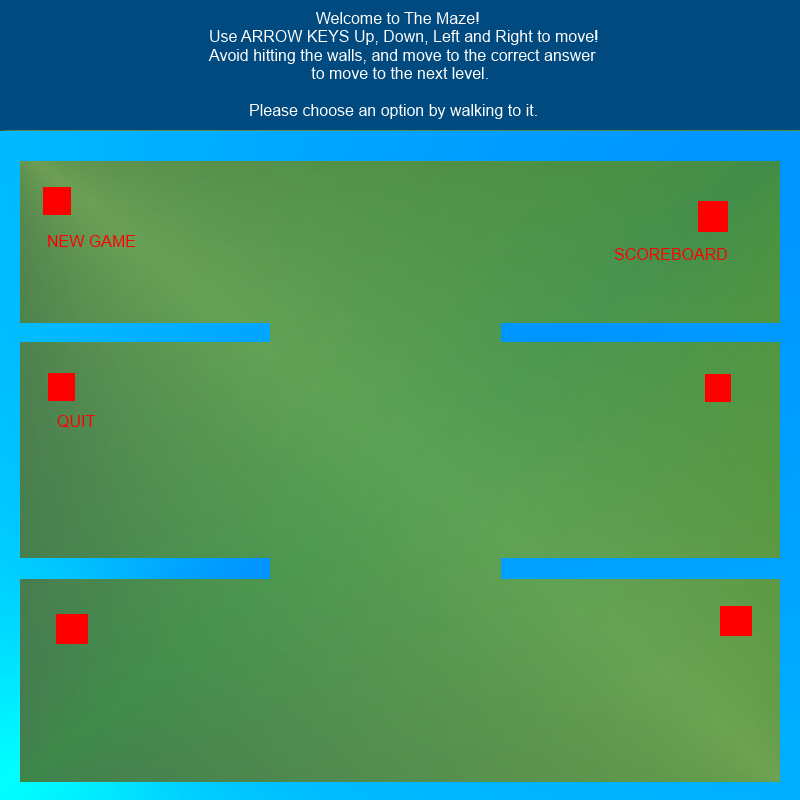 Welcome to The Maze!
Use ARROW KEYS Up, Down, Left and Right to move!
Avoid hitting the walls, and move to the correct answer
to move to the next level.
Please choose an option by walking to it.
NEW GAME
SCOREBOARD
QUIT